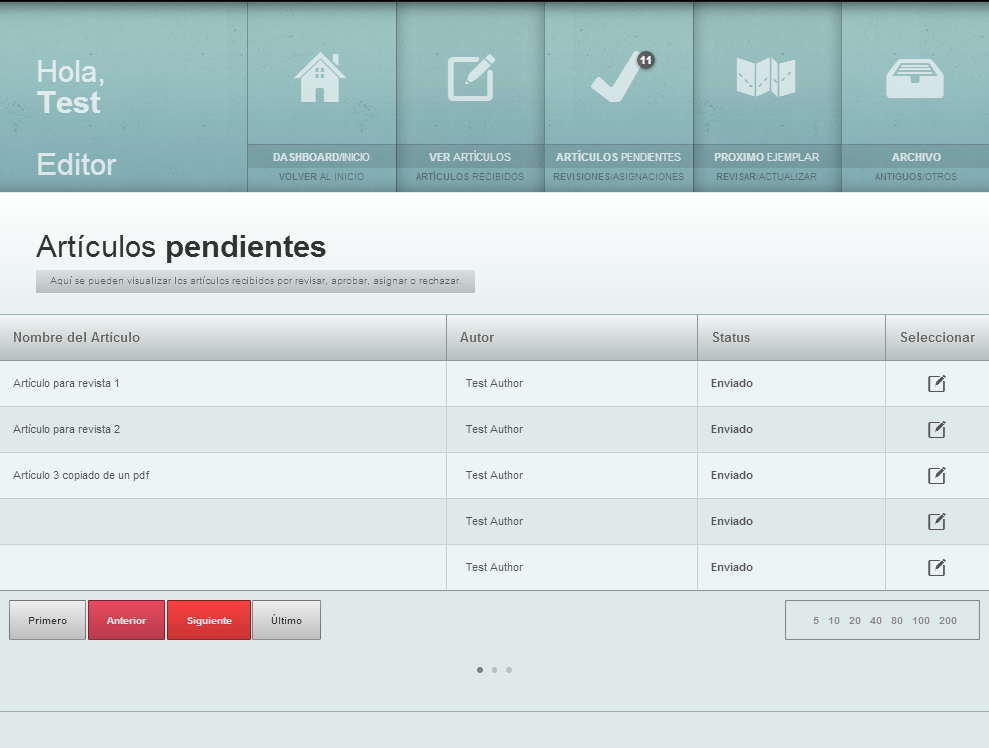 Hola,
Test
Editor
DASHBOARD/INICIO
VOLVER AL INICIO
VER ARTÍCULOS
ARTÍCULOS RECIBIDOS
11
ARTÍCULOS PENDIENTES
REVISIONES/ASIGNACIONES
PROXIMO EJEMPLAR
REVISAR/ACTUALIZAR
ARCHIVO
ANTIGUOS/OTROS
Artículos pendientes
Aquí se pueden visualizar los artículos recibidos por revisar, aprobar, asignar o rechazar.
Nombre del Artículo Autor Status Seleccionar
Artículo para revista 1 Test Author Enviado
Artículo para revista 2 Test Author Enviado
Artículo 3 copiado de un pdf Test Author Enviado
Test Author Enviado
Test Author Enviado
Primero Anterior Siguiente Último 5 10 20 40 80 100 200